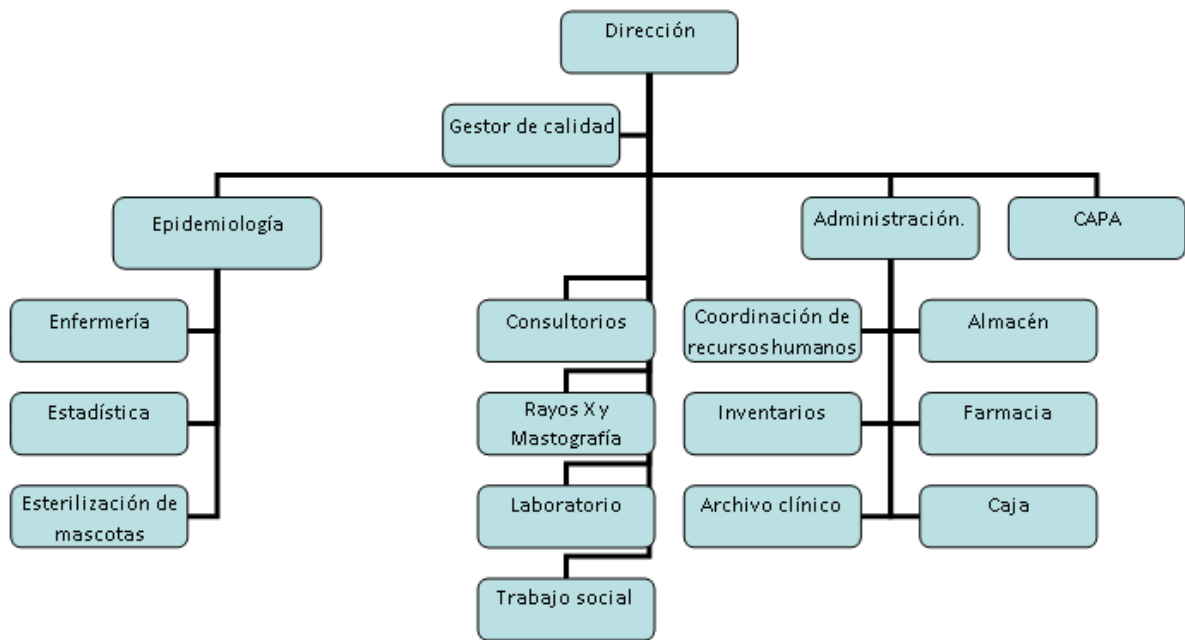 Dirección
Gestor de calidad
Epidemiología
Administración.
CAPA
Enfermería
Consultorios
Coordinación de
recursos humanos
Almacén
Estadística
Rayos X y
Mastografía
Inventarios
Farmacia
Esterilización de
mascotas
Laboratorio
Archivo clínico
Caja
Trabajo social